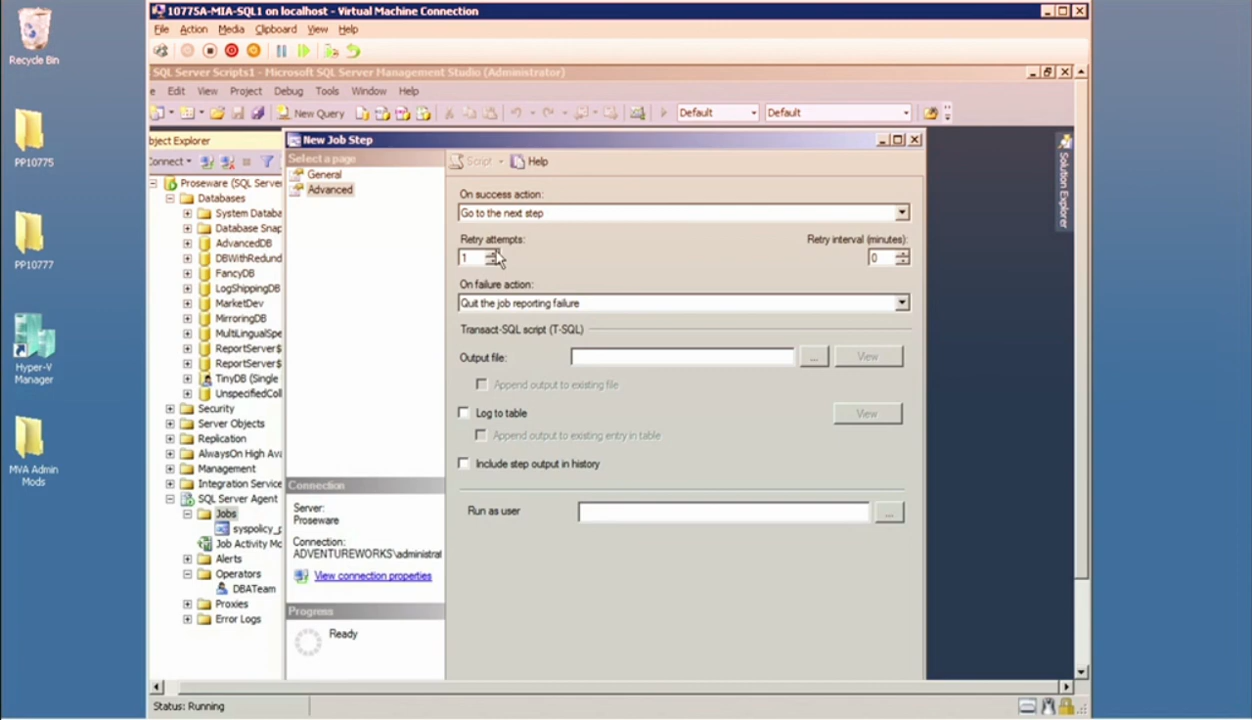 Recycle Bin
PP10775
PP10777
Hyper-V
Manager
MVA Admin
Mods
10775A-MIA-SQL1 on localhost - Virtual Machine Connection
File Action Media Clipboard View Help
SQL Server Scripts1 - Microsoft SQL Server Management Studio (Administrator)
e Edit View Project Debug Tools Window Help
New Query
Default
Default
bject Explorer
onnect
Proseware (SQL Server
Databases
System Databa
Database Snap
AdvancedDB
DBWithRedund
FancyDB
LogShippingDB
MarketDev
MirroringDB
MultiLingualSpe
ReportServer$
ReportServer$
TinyDB (Single
UnspecifiedColl
Security
Server Objects
Replication
AlwaysOn High Ava
Management
Integration Service
SQL Server Agent
Jobs
syspolicy_p
Job Activity Mo
Alerts
Operators
DBATeam
Proxies
Error Logs
New Job Step
Select a page
General
Advanced
Connection
Server:
Proseware
Connection:
ADVENTUREWORKS\administrat
View connection properties
Progress
Ready
Script
Help
On success action:
Go to the next step
Retry attempts:
Retry interval (minutes):
1
0
On failure action:
Quit the job reporting failure
Transact-SQL script (T-SQL)
Output file:
...
View
Append output to existing file
Log to table
View
Append output to existing entry in table
Include step output in history
Run as user
...
Solution Explorer
Status: Running